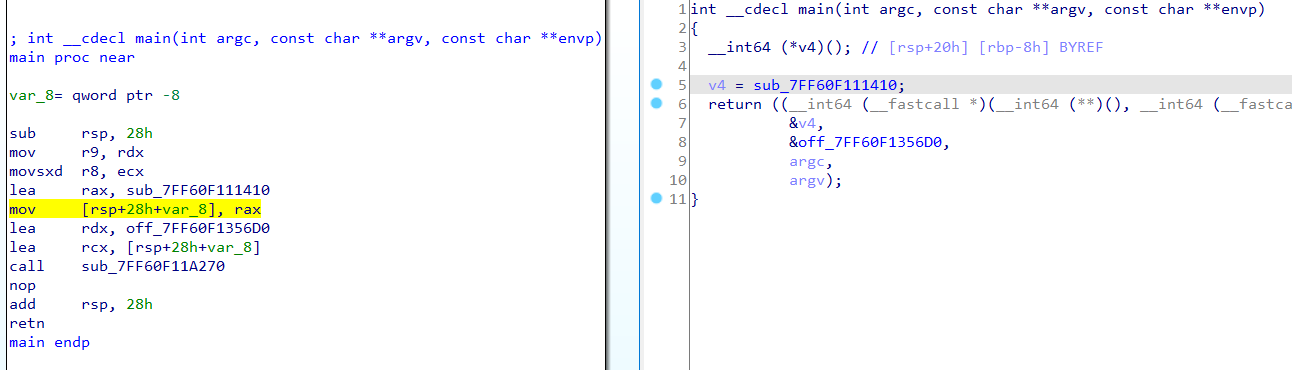 ; int __cdecl main(int argc, const char **argv, const char **envp)
main proc near
var_8= qword ptr -8
sub     rsp, 28h
mov     r9, rdx
movsxd  r8, ecx
lea     rax, sub_7FF60F111410
mov     [rsp+28h+var_8], rax
lea     rdx, off_7FF60F1356D0
lea     rcx, [rsp+28h+var_8]
call    sub_7FF60F11A270
nop
add     rsp, 28h
retn
main endp
1 int __cdecl main(int argc, const char **argv, const char **envp)
2 {
3   __int64 (*v4)(); // [rsp+20h] [rbp-8h] BYREF
4
5   v4 = sub_7FF60F111410;
6   return ((__int64 (__fastcall *)(__int64 (**)(), __int64 (__fastca
7            &v4,
8            &off_7FF60F1356D0,
9            argc,
10            argv);
11 }